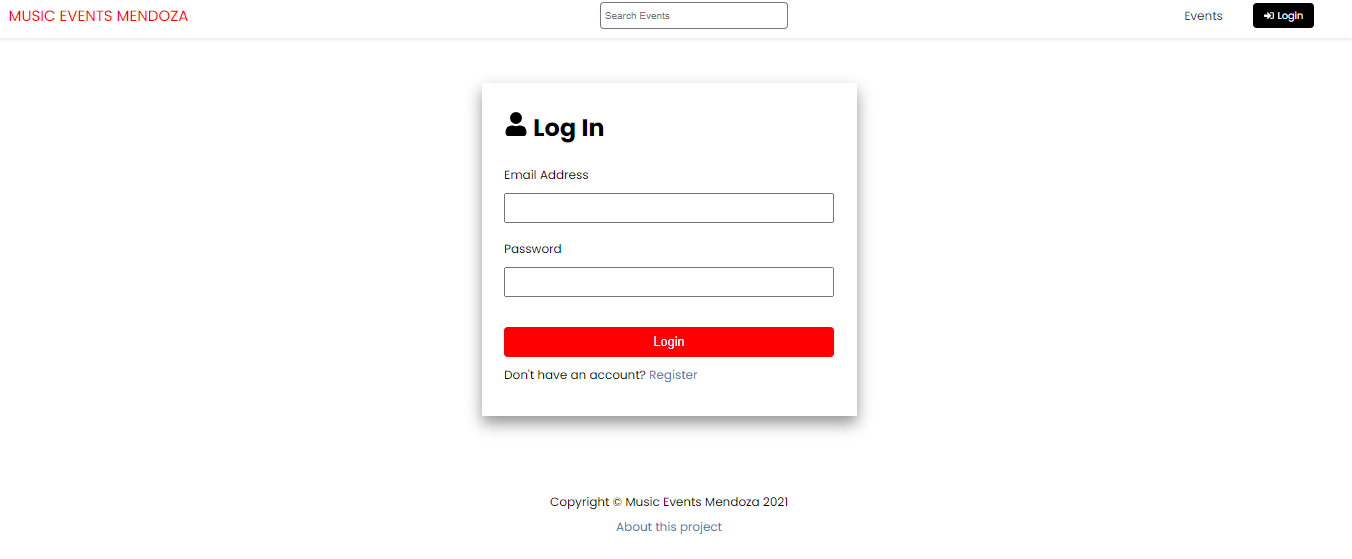 MUSIC EVENTS MENDOZA
Search Events
Events
Login
Log In
Email Address
Password
Login
Don't have an account? Register
Copyright © Music Events Mendoza 2021
About this project